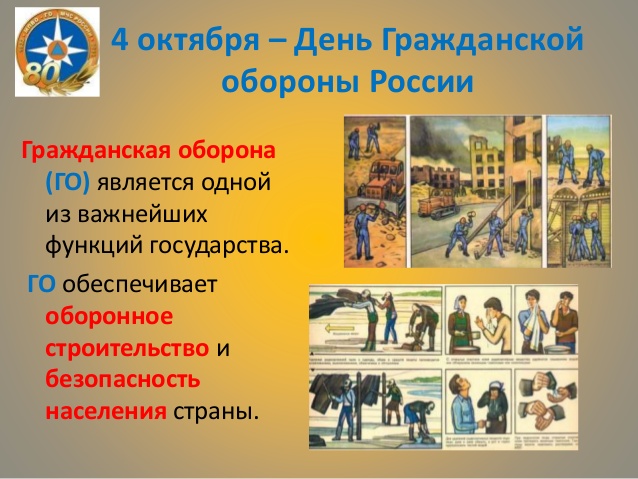 4 октября – День Гражданской
обороны России
Гражданская оборона
(ГО) является одной
из важнейших
функций государства.
ГО обеспечивает
оборонное
строительство и
безопасность
населения страны.
80